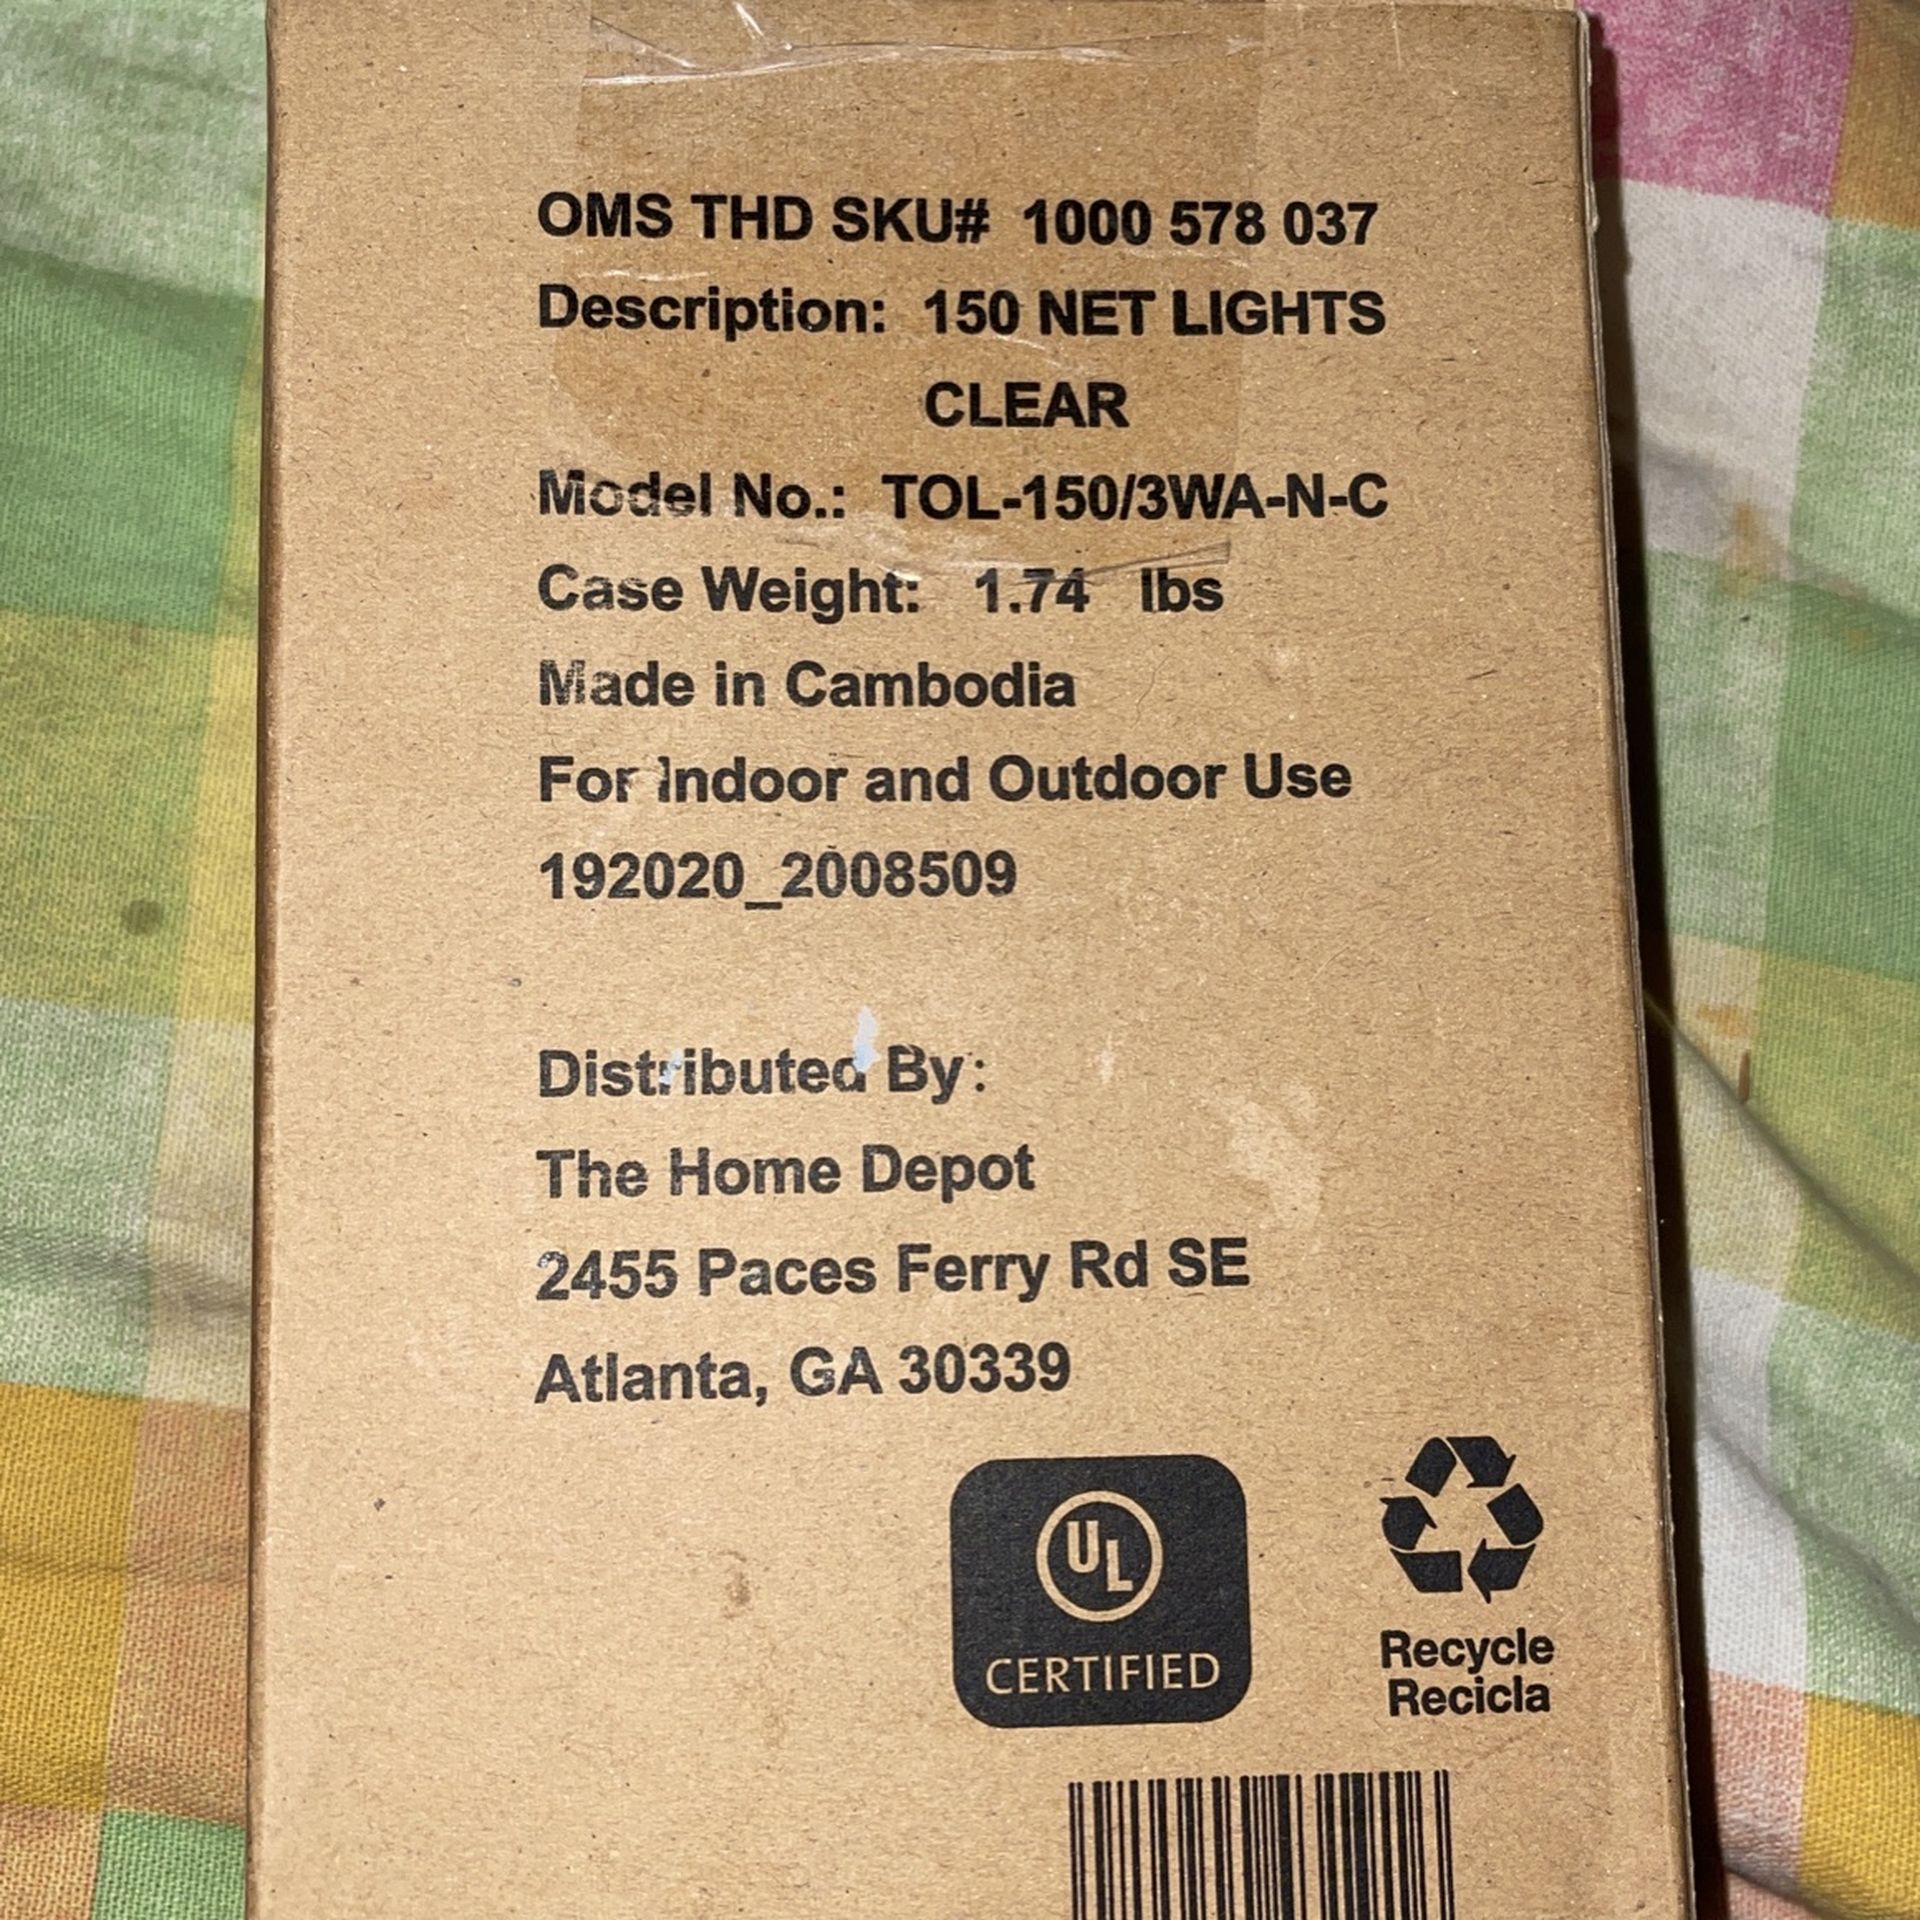 OMS THD SKU# 1000 578 037
Description: 150 NET LIGHTS
CLEAR
Model No.: TOL-150/3WA-N-C
Case Weight: 1.74 lbs
Made in Cambodia
For Indoor and Outdoor Use
192020_2008509
Distributed By:
The Home Depot
2455 Paces Ferry Rd SE
Atlanta, GA 30339
UL
CERTIFIED
Recycle
Recicla